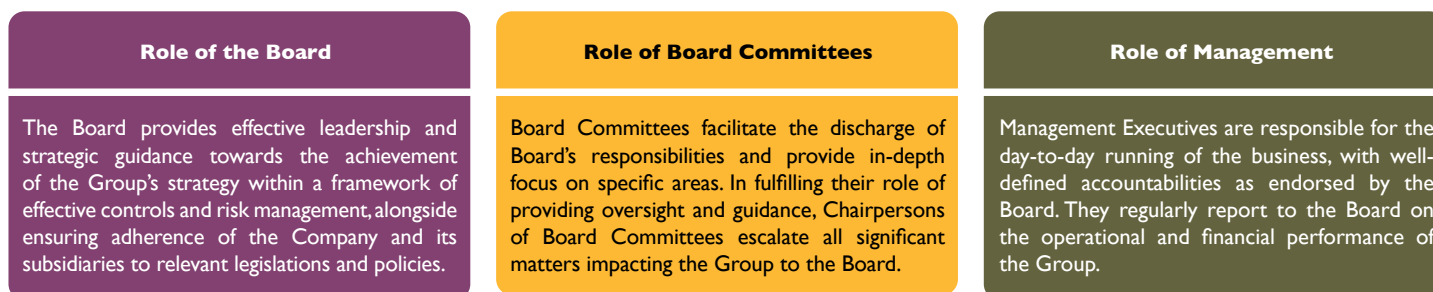 Role of the Board
The Board provides effective leadership and
strategic guidance towards the achievement
of the Group's strategy within a framework of
effective controls and risk management, alongside
ensuring adherence of the Company and its
subsidiaries to relevant legislations and policies.
Role of Board Committees
Board Committees facilitate the discharge of
Board's responsibilities and provide in-depth
focus on specific areas. In fulfilling their role of
providing oversight and guidance, Chairpersons
of Board Committees escalate all significant
matters impacting the Group to the Board.
Role of Management
Management Executives are responsible for the
day-to-day running of the business, with well-
defined accountabilities as endorsed by the
Board. They regularly report to the Board on
the operational and financial performance of
the Group.